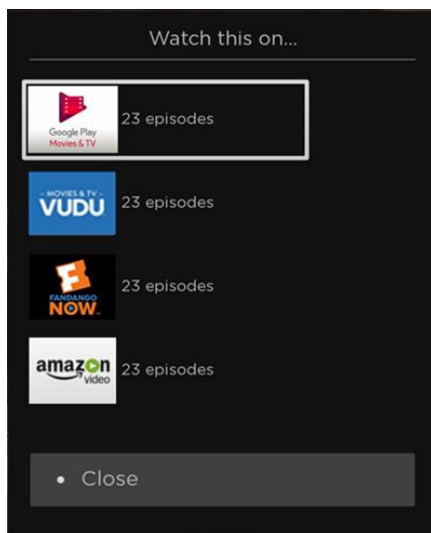 Watch this on...
Google Play
Movies & TV
23 episodes
- MOVIES & TV -
VUDU
23 episodes
FANDANGO
NOW
23 episodes
amazon
video
23 episodes
• Close